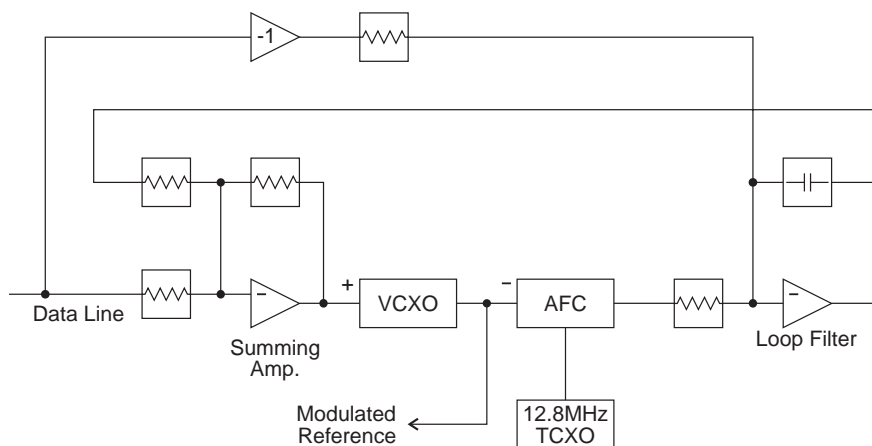 -1
Data Line
-
Summing
Amp.
+
VCXO
-
AFC
-
Loop Filter
Modulated
Reference
12.8MHz
TCXO